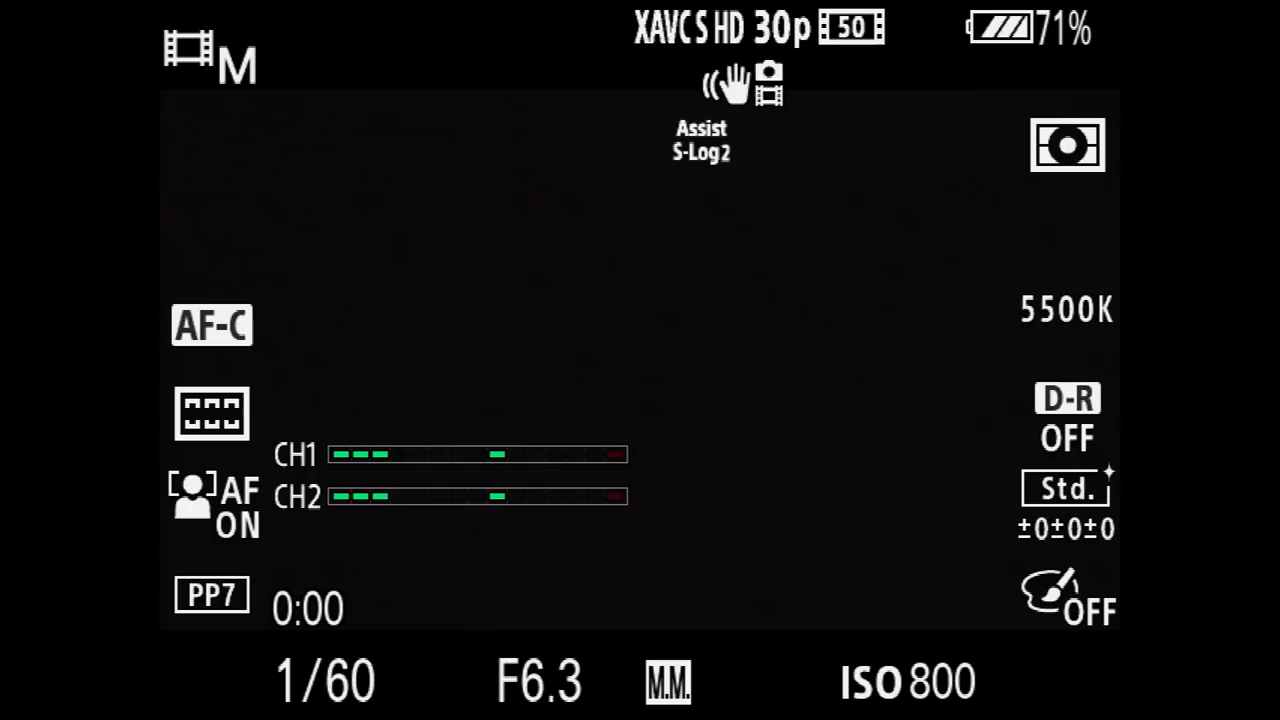 XAVC S HD 30p 50 71%
M
Assist
S-Log2
5500K
AF-C
D-R
OFF
CH1
Std.
AF
ON
CH2
±0±0±0
PP7
0:00
OFF
1/60 F6.3 M.M. ISO 800